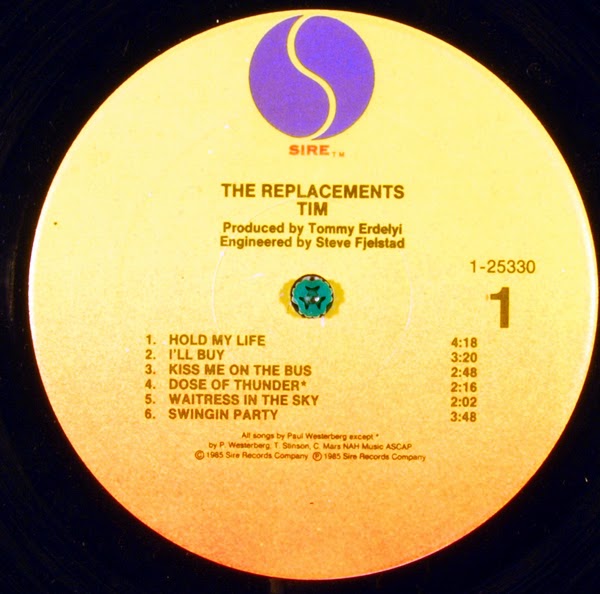 SIRE TM
THE REPLACEMENTS
TIM
Produced by Tommy Erdelyi
Engineered by Steve Fjelstad
1-25330
1
1. HOLD MY LIFE 4:18
2. I'LL BUY 3:20
3. KISS ME ON THE BUS 2:48
4. DOSE OF THUNDER* 2:16
5. WAITRESS IN THE SKY 2:02
6. SWINGIN PARTY 3:48
All songs by Paul Westerberg except *
by P. Westerberg, T. Stinson, C. Mars NAH Music ASCAP
© 1985 Sire Records Company ℗ 1985 Sire Records Company